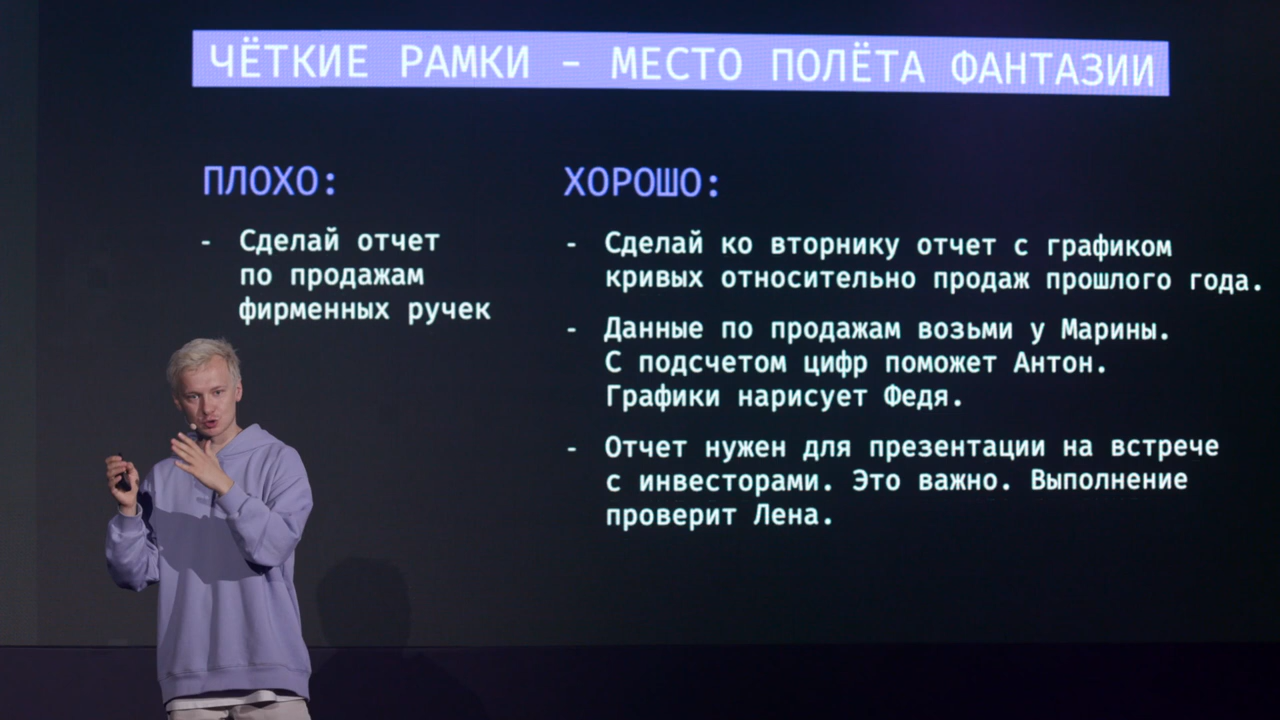 ЧЁТКИЕ РАМКИ - МЕСТО ПОЛЁТА ФАНТАЗИИ
ПЛОХО:
- Сделай отчет
по продажам
фирменных ручек
ХОРОШО:
- Сделай ко вторнику отчет с графиком
кривых относительно продаж прошлого года.
- Данные по продажам возьми у Марины.
С подсчетом цифр поможет Антон.
Графики нарисует Федя.
- Отчет нужен для презентации на встрече
с инвесторами. Это важно. Выполнение
проверит Лена.